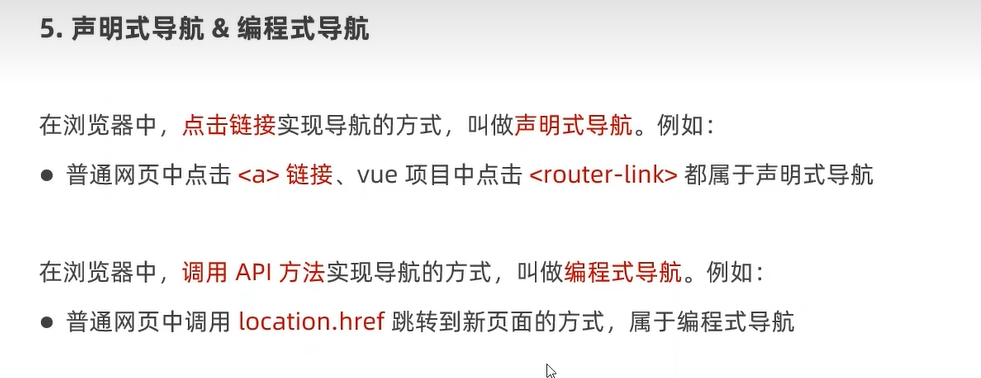 5. 声明式导航 & 编程式导航
在浏览器中，点击链接实现导航的方式，叫做声明式导航。例如：
● 普通网页中点击 <a> 链接、vue 项目中点击 <router-link> 都属于声明式导航
在浏览器中，调用 API 方法实现导航的方式，叫做编程式导航。例如：
● 普通网页中调用 location.href 跳转到新页面的方式，属于编程式导航